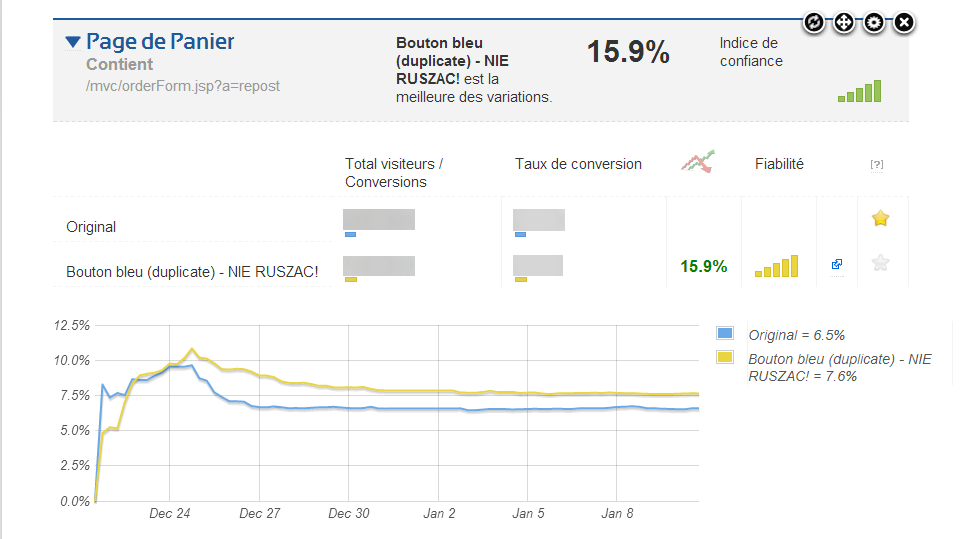 Page de Panier
Contient
/mvc/orderForm.jsp?a=repost
Bouton bleu
(duplicate) - NIE
RUSZAC! est la
meilleure des variations.
15.9%
Indice de
confiance
Total visiteurs /
Conversions
Taux de conversion
Fiabilité
[?]
Original
Bouton bleu (duplicate) - NIE RUSZAC!
15.9%
12.5%
10.0%
7.5%
5.0%
2.5%
0.0%
Dec 24
Dec 27
Dec 30
Jan 2
Jan 5
Jan 8
Original = 6.5%
Bouton bleu (duplicate) - NIE
RUSZAC! = 7.6%